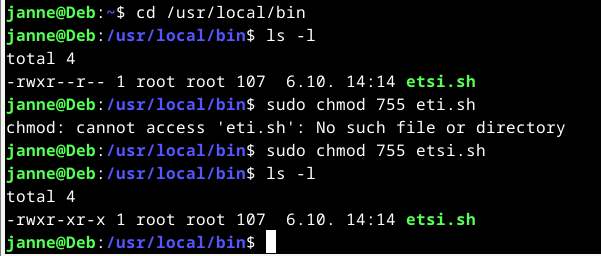 janne@Deb:~$ cd /usr/local/bin
janne@Deb:/usr/local/bin$ ls -l
total 4
-rwxr--r-- 1 root root 107  6.10. 14:14 etsi.sh
janne@Deb:/usr/local/bin$ sudo chmod 755 eti.sh
chmod: cannot access 'eti.sh': No such file or directory
janne@Deb:/usr/local/bin$ sudo chmod 755 etsi.sh
janne@Deb:/usr/local/bin$ ls -l
total 4
-rwxr-xr-x 1 root root 107  6.10. 14:14 etsi.sh
janne@Deb:/usr/local/bin$